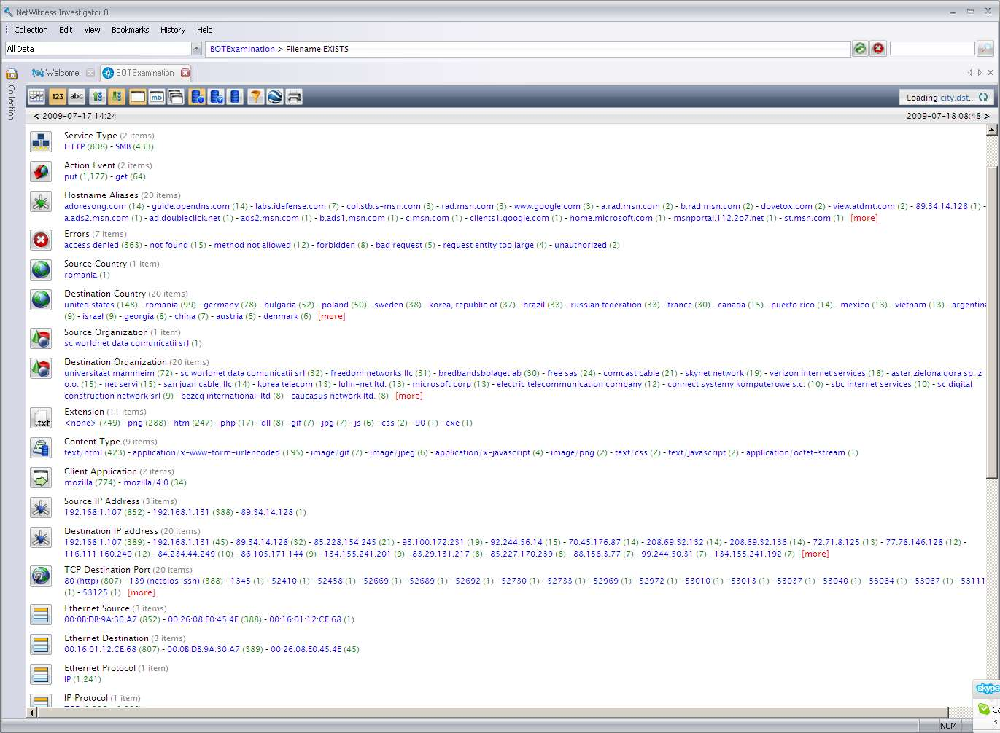 NetWitness Investigator 8
Collection Edit View Bookmarks History Help
All Data BOTExamination > Filename EXISTS
Welcome BOTExamination
Collection
123 abc mb Loading city.dst...
< 2009-07-17 14:24 2009-07-18 08:48 >
Service Type (2 items)
HTTP (808) - SMB (433)
Action Event (2 items)
put (1,177) - get (64)
Hostname Aliases (20 items)
adoresong.com (14) - guide.opendns.com (14) - labs.idefense.com (7) - col.stb.s-msn.com (3) - rad.msn.com (3) - www.google.com (3) - a.rad.msn.com (2) - b.rad.msn.com (2) - dovetox.com (2) - view.atdmt.com (2) - 89.34.14.128 (1) -
a.ads2.msn.com (1) - ad.doubleclick.net (1) - ads2.msn.com (1) - b.ads1.msn.com (1) - c.msn.com (1) - clients1.google.com (1) - home.microsoft.com (1) - msnportal.112.2o7.net (1) - st.msn.com (1) [more]
Errors (7 items)
access denied (363) - not found (15) - method not allowed (12) - forbidden (8) - bad request (5) - request entity too large (4) - unauthorized (2)
Source Country (1 item)
romania (1)
Destination Country (20 items)
united states (148) - romania (99) - germany (78) - bulgaria (52) - poland (50) - sweden (38) - korea, republic of (37) - brazil (33) - russian federation (33) - france (30) - canada (15) - puerto rico (14) - mexico (13) - vietnam (13) - argentina
(9) - israel (9) - georgia (8) - china (7) - austria (6) - denmark (6) [more]
Source Organization (1 item)
sc worldnet data comunicatii srl (1)
Destination Organization (20 items)
universitaet mannheim (72) - sc worldnet data comunicatii srl (32) - freedom networks llc (31) - bredbandsbolaget ab (30) - free sas (24) - comcast cable (21) - skynet network (19) - verizon internet services (18) - aster zielona gora sp. z
o.o. (15) - net servi (15) - san juan cable, llc (14) - korea telecom (13) - lulin-net ltd. (13) - microsoft corp (13) - electric telecommunication company (12) - connect systemy komputerowe s.c. (10) - sbc internet services (10) - sc digital
construction network srl (9) - bezeq international-ltd (8) - caucasus network ltd. (8) [more]
.txt
Extension (11 items)
<none> (749) - png (288) - htm (247) - php (17) - dll (8) - gif (7) - jpg (7) - js (6) - css (2) - 90 (1) - exe (1)
Content Type (9 items)
text/html (423) - application/x-www-form-urlencoded (195) - image/gif (7) - image/jpeg (6) - application/x-javascript (4) - image/png (2) - text/css (2) - text/javascript (2) - application/octet-stream (1)
Client Application (2 items)
mozilla (774) - mozilla/4.0 (34)
Source IP Address (3 items)
192.168.1.107 (852) - 192.168.1.131 (388) - 89.34.14.128 (1)
Destination IP address (20 items)
192.168.1.107 (389) - 192.168.1.131 (45) - 89.34.14.128 (32) - 85.228.154.245 (21) - 93.100.172.231 (19) - 92.244.56.14 (15) - 70.45.176.87 (14) - 208.69.32.132 (14) - 208.69.32.136 (14) - 72.71.8.125 (13) - 77.78.146.128 (12) -
116.111.160.240 (12) - 84.234.44.249 (10) - 86.105.171.144 (9) - 134.155.241.201 (9) - 83.29.131.217 (8) - 85.227.170.239 (8) - 88.158.3.77 (7) - 99.244.50.31 (7) - 134.155.241.192 (7) [more]
TCP Destination Port (20 items)
80 (http) (807) - 139 (netbios-ssn) (388) - 1345 (1) - 52410 (1) - 52458 (1) - 52669 (1) - 52689 (1) - 52692 (1) - 52730 (1) - 52733 (1) - 52969 (1) - 52972 (1) - 53010 (1) - 53013 (1) - 53037 (1) - 53040 (1) - 53064 (1) - 53067 (1) - 53111
(1) - 53125 (1) [more]
Ethernet Source (3 items)
00:0B:DB:9A:30:A7 (852) - 00:26:08:E0:45:4E (388) - 00:16:01:12:CE:68 (1)
Ethernet Destination (3 items)
00:16:01:12:CE:68 (807) - 00:0B:DB:9A:30:A7 (389) - 00:26:08:E0:45:4E (45)
Ethernet Protocol (1 item)
IP (1,241)
IP Protocol (1 item)
skype
Ca
is
NUM